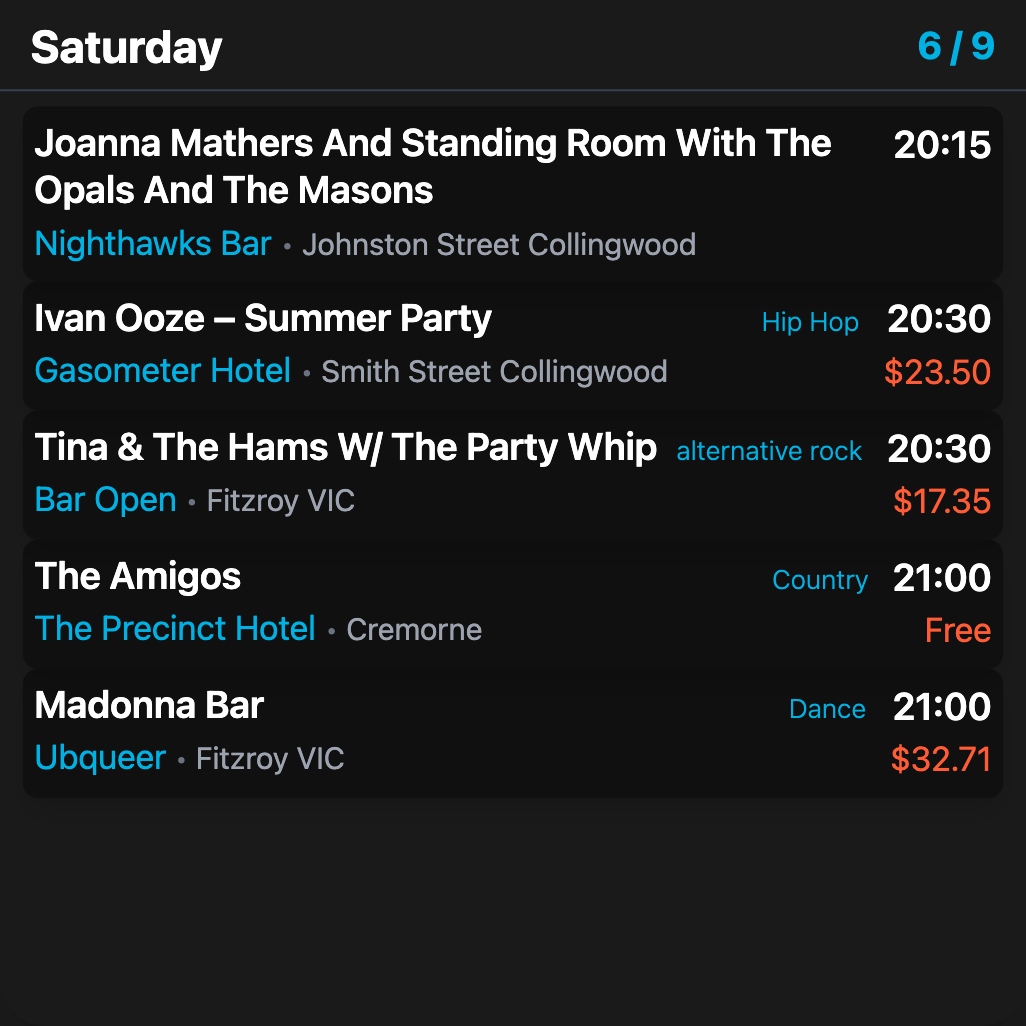 Saturday 6 / 9
Joanna Mathers And Standing Room With The 20:15
Opals And The Masons
Nighthawks Bar • Johnston Street Collingwood
Ivan Ooze – Summer Party Hip Hop 20:30
Gasometer Hotel • Smith Street Collingwood $23.50
Tina & The Hams W/ The Party Whip alternative rock 20:30
Bar Open • Fitzroy VIC $17.35
The Amigos Country 21:00
The Precinct Hotel • Cremorne Free
Madonna Bar Dance 21:00
Ubqueer • Fitzroy VIC $32.71